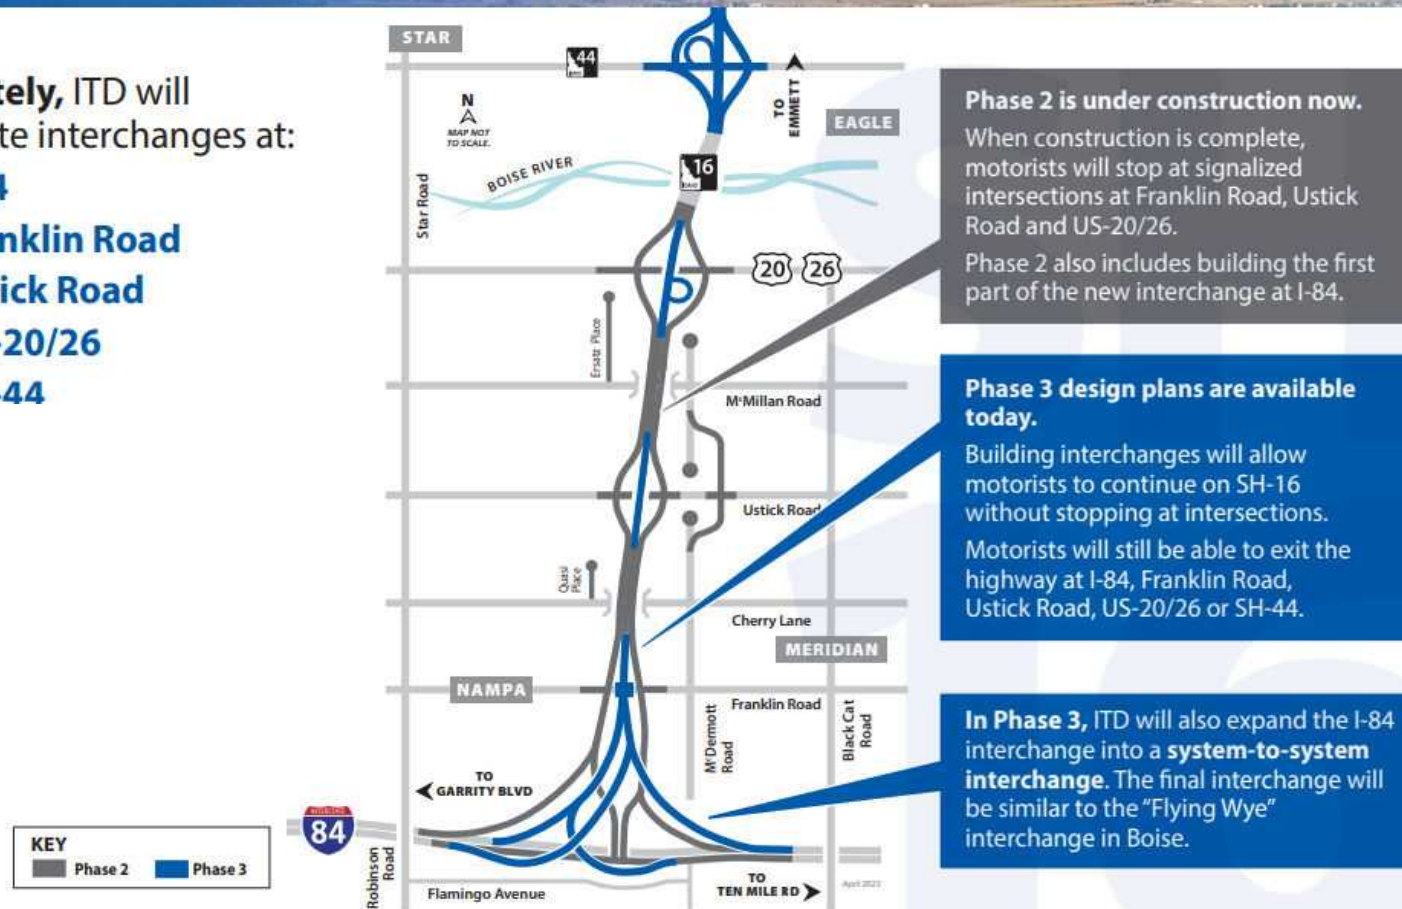 tely, ITD will
te interchanges at:
4
nklin Road
tick Road
-20/26
-44
STAR
44
N
MAP NOT
TO SCALE.
TO
EMMETT
EAGLE
BOISE RIVER
16
Star Road
20 26
Ersatz Place
McMillan Road
Ustick Road
Quasi
Place
Cherry Lane
MERIDIAN
NAMPA
Franklin Road
McDermott
Road
Black Cat
Road
TO
GARRITY BLVD
84
Robinson
Road
Flamingo Avenue
TO
TEN MILE RD
April 2023
KEY
Phase 2 Phase 3
Phase 2 is under construction now.
When construction is complete,
motorists will stop at signalized
intersections at Franklin Road, Ustick
Road and US-20/26.
Phase 2 also includes building the first
part of the new interchange at I-84.
Phase 3 design plans are available
today.
Building interchanges will allow
motorists to continue on SH-16
without stopping at intersections.
Motorists will still be able to exit the
highway at I-84, Franklin Road,
Ustick Road, US-20/26 or SH-44.
In Phase 3, ITD will also expand the I-84
interchange into a system-to-system
interchange. The final interchange will
be similar to the “Flying Wye”
interchange in Boise.